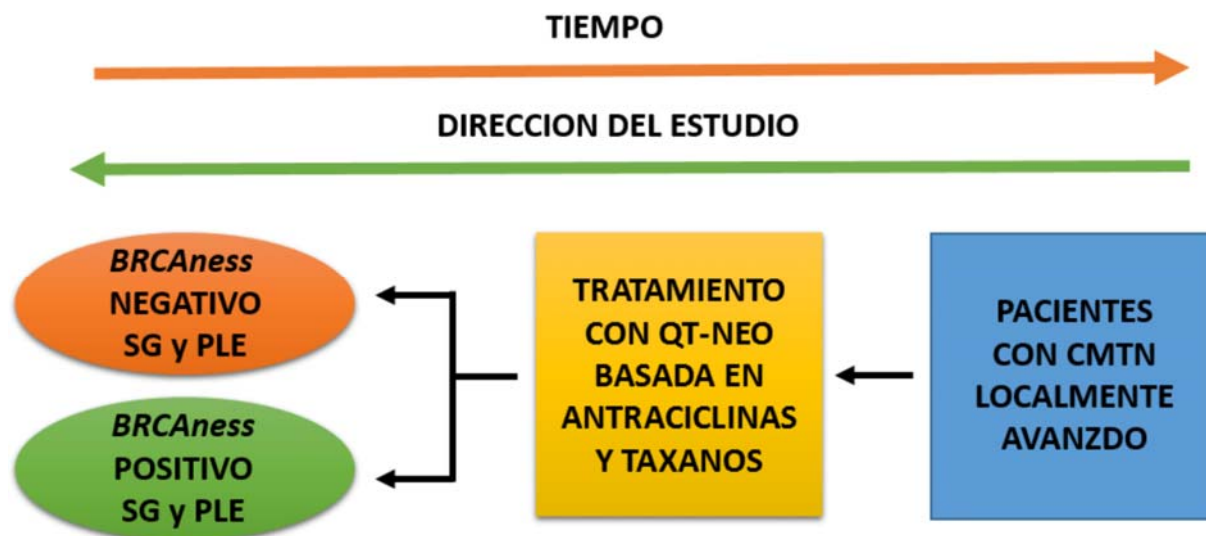 TIEMPO
DIRECCION DEL ESTUDIO
BRCAness
NEGATIVO
SG y PLE
BRCAness
POSITIVO
SG y PLE
TRATAMIENTO
CON QT-NEO
BASADA EN
ANTRACICLINAS
Y TAXANOS
PACIENTES
CON CMTN
LOCALMENTE
AVANZDO